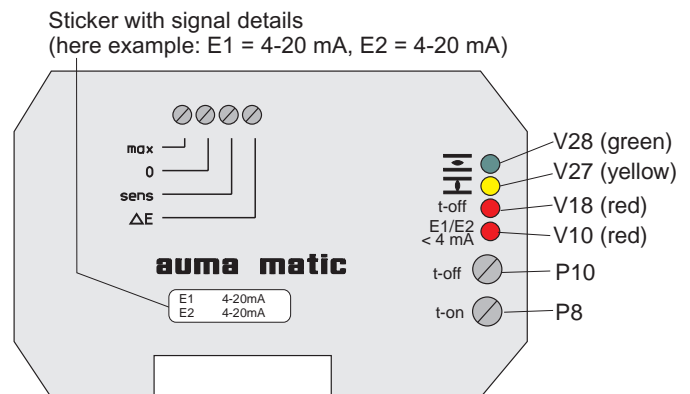 Sticker with signal details
(here example: E1 = 4-20 mA, E2 = 4-20 mA)
max
0
sens
ΔE
V28 (green)
V27 (yellow)
t-off
V18 (red)
E1/E2
< 4 mA
V10 (red)
auma matic
t-off
P10
E1 4-20mA
E2 4-20mA
t-on
P8